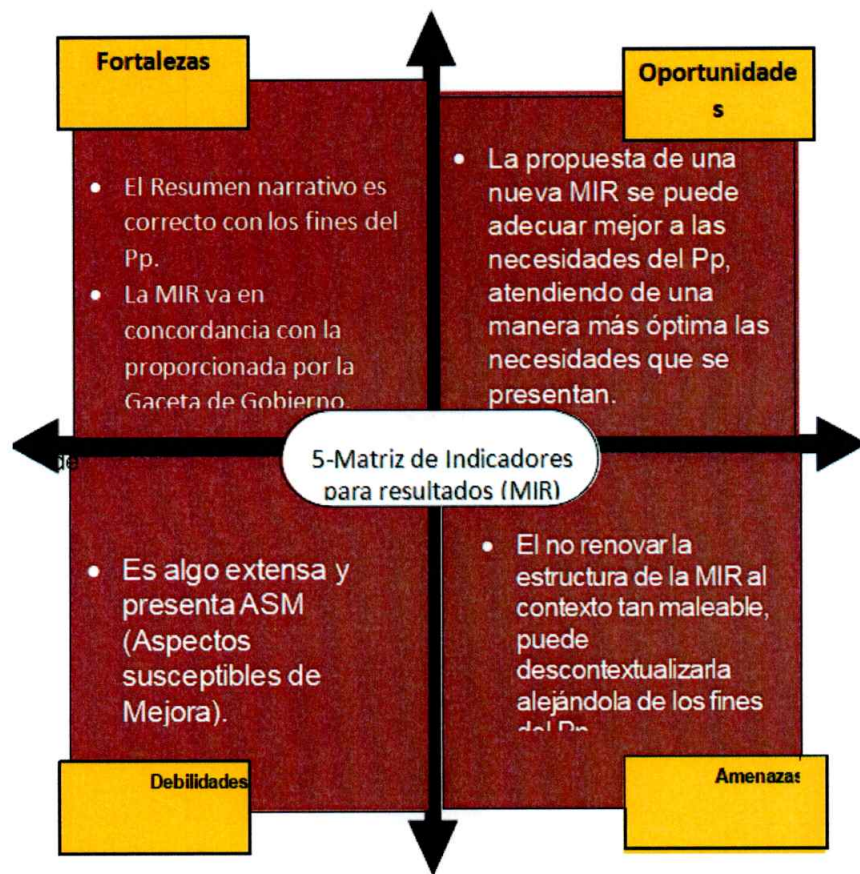 Fortalezas
• El Resumen narrativo es
correcto con los fines del
Pp.
• La MIR va en
concordancia con la
proporcionada por la
Gaceta de Gobierno.
Oportunidade
s
• La propuesta de una
nueva MIR se puede
adecuar mejor a las
necesidades del Pp,
atendiendo de una
manera más óptima las
necesidades que se
presentan.
de
5-Matriz de Indicadores
para resultados (MIR)
• Es algo extensa y
presenta ASM
(Aspectos
susceptibles de
Mejora).
Debilidades
• El no renovar la
estructura de la MIR al
contexto tan maleable,
puede
descontextualizarla
alejándola de los fines
del Pp
Amenazas